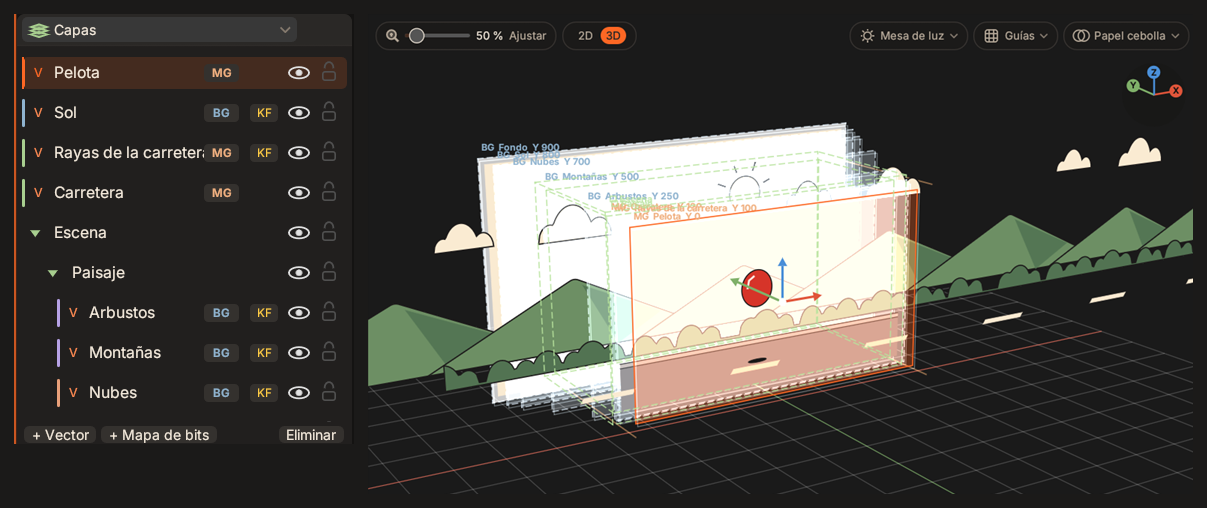 Capas
50 % Ajustar
2D 3D
Mesa de luz
Guías
Papel cebolla
V Pelota MG
V Sol BG KF
V Rayas de la carretera MG KF
V Carretera MG
Escena
Paisaje
V Arbustos BG KF
V Montañas BG KF
V Nubes BG KF
+ Vector
+ Mapa de bits
Eliminar
Z
Y
X
BG Fondo Y 900
BG Nubes Y 700
BG Montañas Y 500
BG Arbustos Y 250
MG Rayas de la carretera Y 100
MG Pelota Y 0